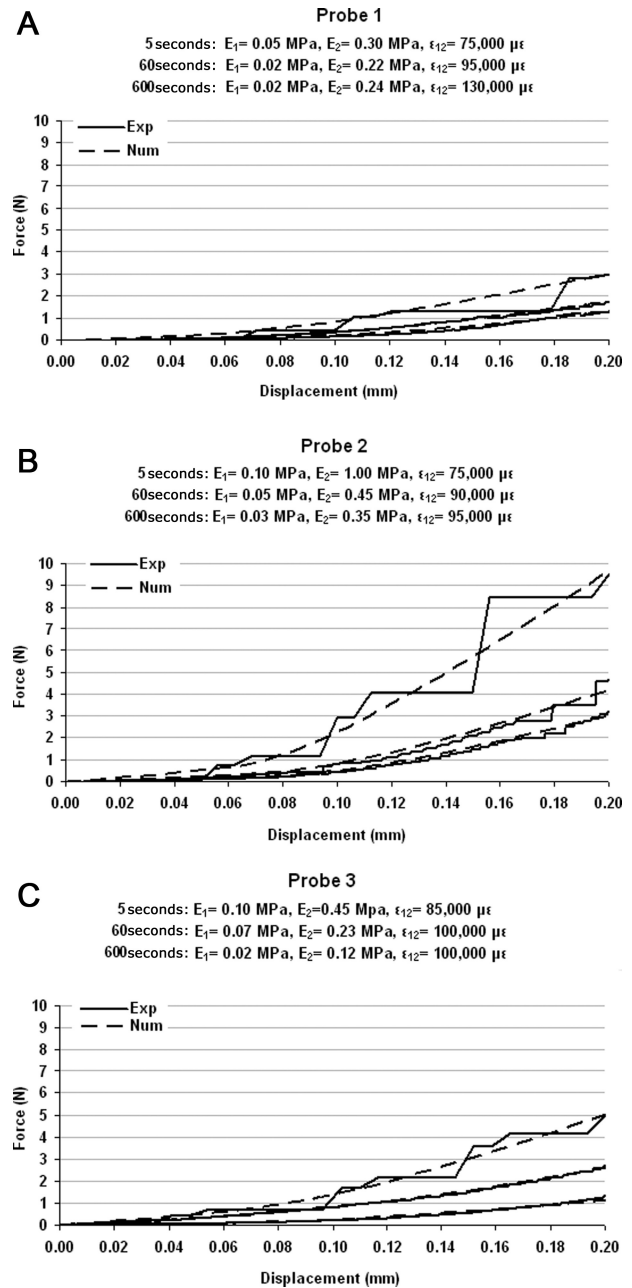 A
Probe 1
5 seconds: E₁= 0.05 MPa, E₂= 0.30 MPa, ε₁₂= 75,000 µε
60seconds: E₁= 0.02 MPa, E₂= 0.22 MPa, ε₁₂= 95,000 µε
600seconds: E₁= 0.02 MPa, E₂= 0.24 MPa, ε₁₂= 130,000 µε
Exp
Num
10
9
8
7
6
5
4
3
2
1
0
Force (N)
0.00 0.02 0.04 0.06 0.08 0.10 0.12 0.14 0.16 0.18 0.20
Displacement (mm)
B
Probe 2
5 seconds: E₁= 0.10 MPa, E₂= 1.00 MPa, ε₁₂= 75,000 µε
60 seconds: E₁= 0.05 MPa, E₂= 0.45 MPa, ε₁₂= 90,000 µε
600seconds: E₁= 0.03 MPa, E₂= 0.35 MPa, ε₁₂= 95,000 µε
Exp
Num
10
9
8
7
6
5
4
3
2
1
0
Force (N)
0.00 0.02 0.04 0.06 0.08 0.10 0.12 0.14 0.16 0.18 0.20
Displacement (mm)
C
Probe 3
5 seconds: E₁= 0.10 MPa, E₂=0.45 Mpa, ε₁₂= 85,000 µε
60seconds: E₁= 0.07 MPa, E₂= 0.23 MPa, ε₁₂= 100,000 µε
600seconds: E₁= 0.02 MPa, E₂= 0.12 MPa, ε₁₂= 100,000 µε
Exp
Num
10
9
8
7
6
5
4
3
2
1
0
Force (N)
0.00 0.02 0.04 0.06 0.08 0.10 0.12 0.14 0.16 0.18 0.20
Displacement (mm)